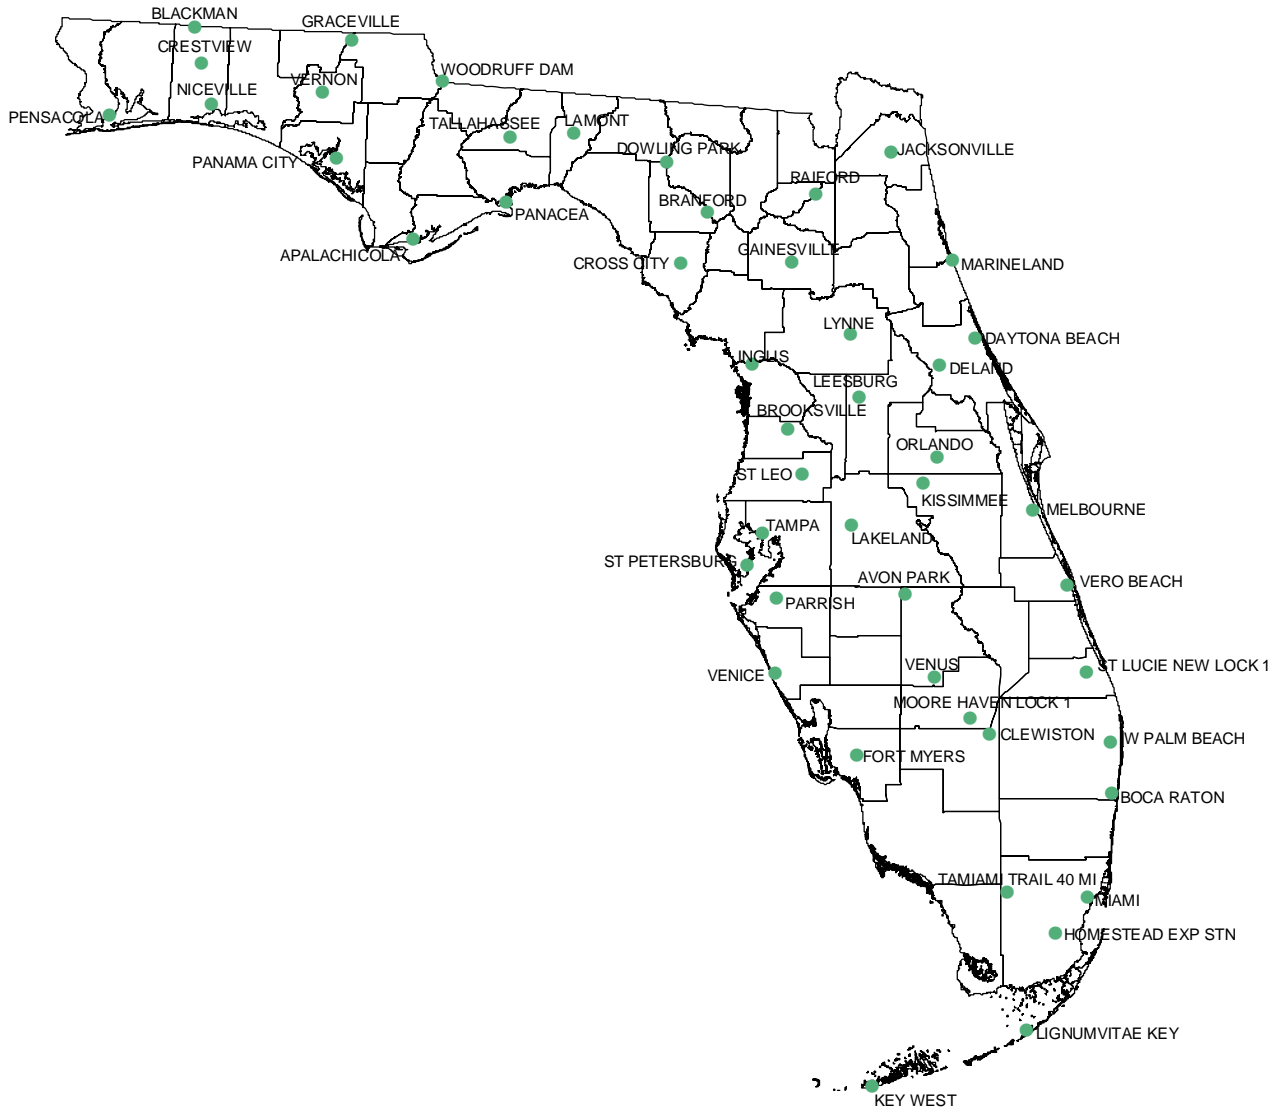 BLACKMAN
GRACEVILLE
CRESTVIEW
WOODRUFF DAM
VERNON
NICEVILLE
PENSACOLA
TALLAHASSEE
LAMONT
DOWLING PARK
JACKSONVILLE
PANAMA CITY
RAIFORD
BRANFORD
PANACEA
APALACHICOLA
GAINESVILLE
CROSS CITY
MARINELAND
LYNNE
DAYTONA BEACH
INGLIS
DELAND
LEESBURG
BROOKSVILLE
ORLANDO
ST LEO
KISSIMMEE
MELBOURNE
TAMPA
LAKELAND
ST PETERSBURG
AVON PARK
VERO BEACH
PARRISH
VENUS
ST LUCIE NEW LOCK 1
VENICE
MOORE HAVEN LOCK 1
CLEWISTON
W PALM BEACH
FORT MYERS
BOCA RATON
TAMIAMI TRAIL 40 MI
MIAMI
HOMESTEAD EXP STN
LIGNUMVITAE KEY
KEY WEST